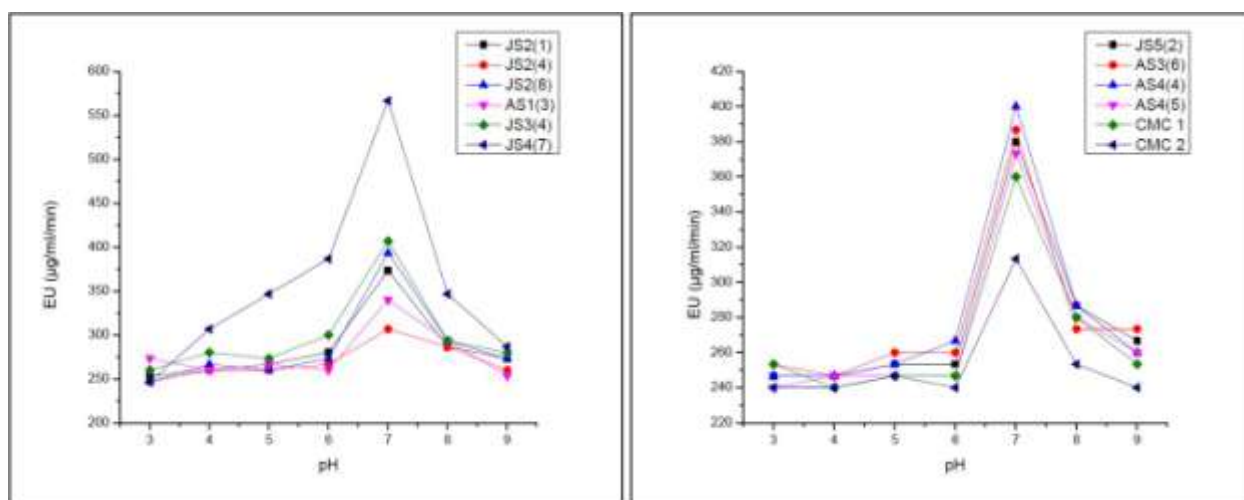 JS2(1)
JS2(4)
JS2(8)
AS1(3)
JS3(4)
JS4(7)
600
550
500
450
400
350
300
250
200
EU (µg/ml/min)
3 4 5 6 7 8 9
pH
JS5(2)
AS3(6)
AS4(4)
AS4(5)
CMC 1
CMC 2
420
400
380
360
340
320
300
280
260
240
220
EU (µg/ml/min)
3 4 5 6 7 8 9
pH